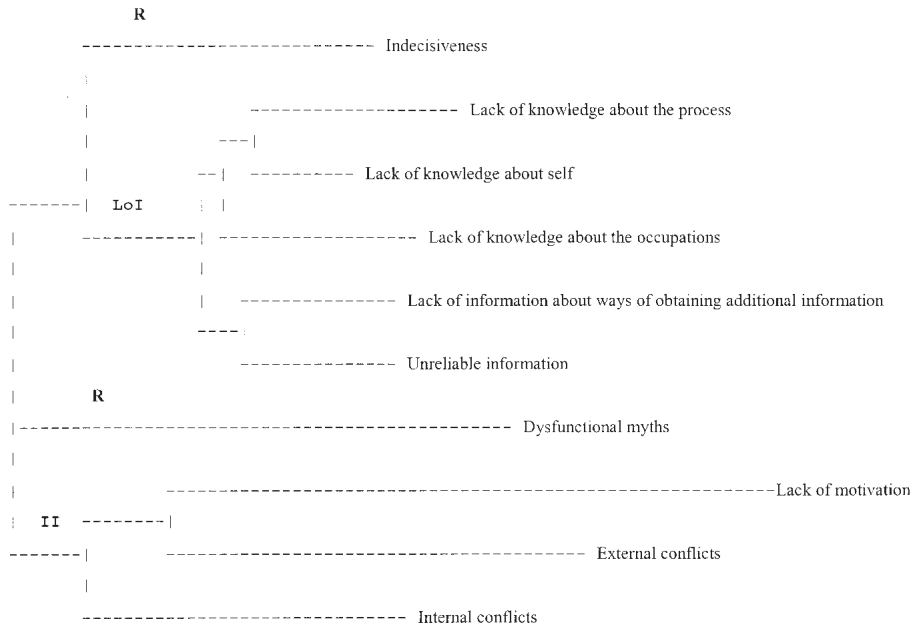 R
Indecisiveness
Lack of knowledge about the process
Lack of knowledge about self
LoI
Lack of knowledge about the occupations
Lack of information about ways of obtaining additional information
Unreliable information
R
Dysfunctional myths
Lack of motivation
II
External conflicts
Internal conflicts